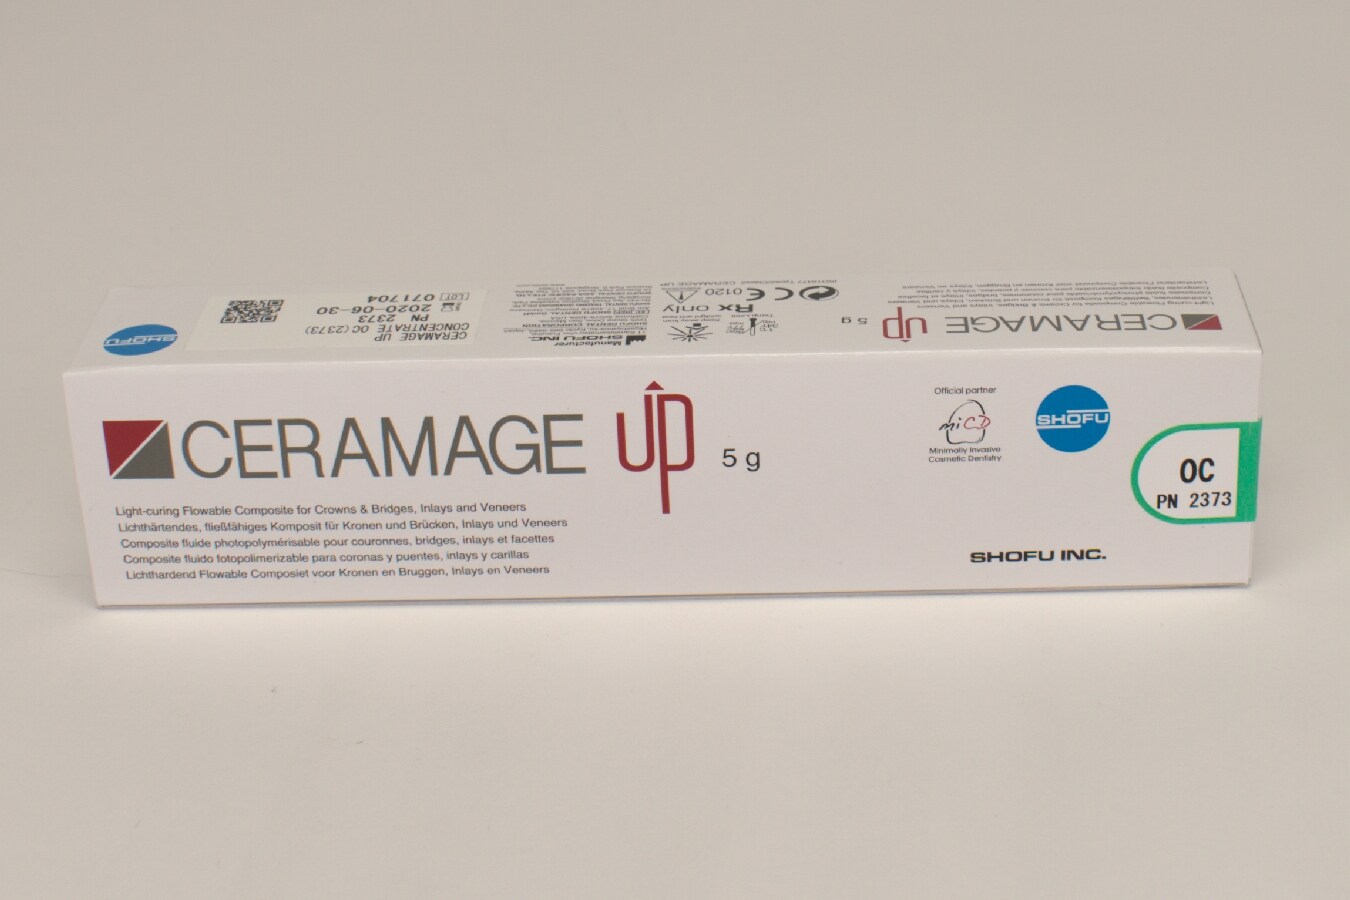 CERAMAGE UP 5 g
Light-curing Flowable Composite for Crowns & Bridges, Inlays and Veneers
Lichthärtendes, fließfähiges Komposit für Kronen und Brücken, Inlays und Veneers
Composite fluide photopolymérisable pour couronnes, bridges, inlays et facettes
Composite fluido fotopolimerizable para coronas y puentes, inlays y carillas
Lichthardend Flowable Composiet voor Kronen en Bruggen, Inlays en Veneers
Official partner
miCD
Minimally Invasive
Cosmetic Dentistry
SHOFU
OC
PN 2373
SHOFU INC.
CERAMAGE UP 5 g
Rx only
0120
Manufacturer
SHOFU INC.
CERAMAGE UP
CONCENTRATE OC (2373)
PN 2373
2020-06-30
LOT 071704
SHOFU